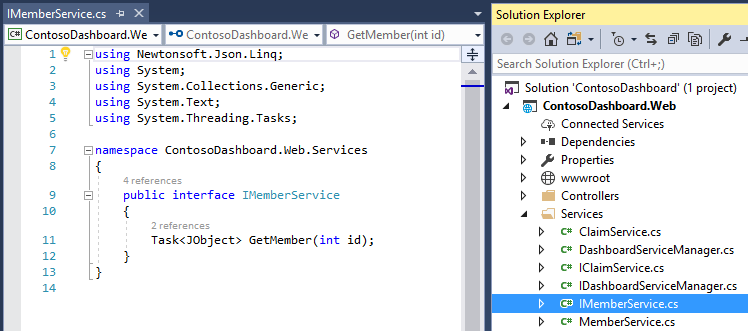 IMemberService.cs
ContosoDashboard.We
ContosoDashboard.We
GetMember(int id)
1 using Newtonsoft.Json.Linq;
2 using System;
3 using System.Collections.Generic;
4 using System.Text;
5 using System.Threading.Tasks;
6
7 namespace ContosoDashboard.Web.Services
8 {
4 references
9 public interface IMemberService
10 {
2 references
11 Task<JObject> GetMember(int id);
12 }
13 }
14
Solution Explorer
Search Solution Explorer (Ctrl+;)
Solution 'ContosoDashboard' (1 project)
ContosoDashboard.Web
Connected Services
Dependencies
Properties
wwwroot
Controllers
Services
C# ClaimService.cs
C# DashboardServiceManager.cs
C# IClaimService.cs
C# IDashboardServiceManager.cs
C# IMemberService.cs
C# MemberService.cs